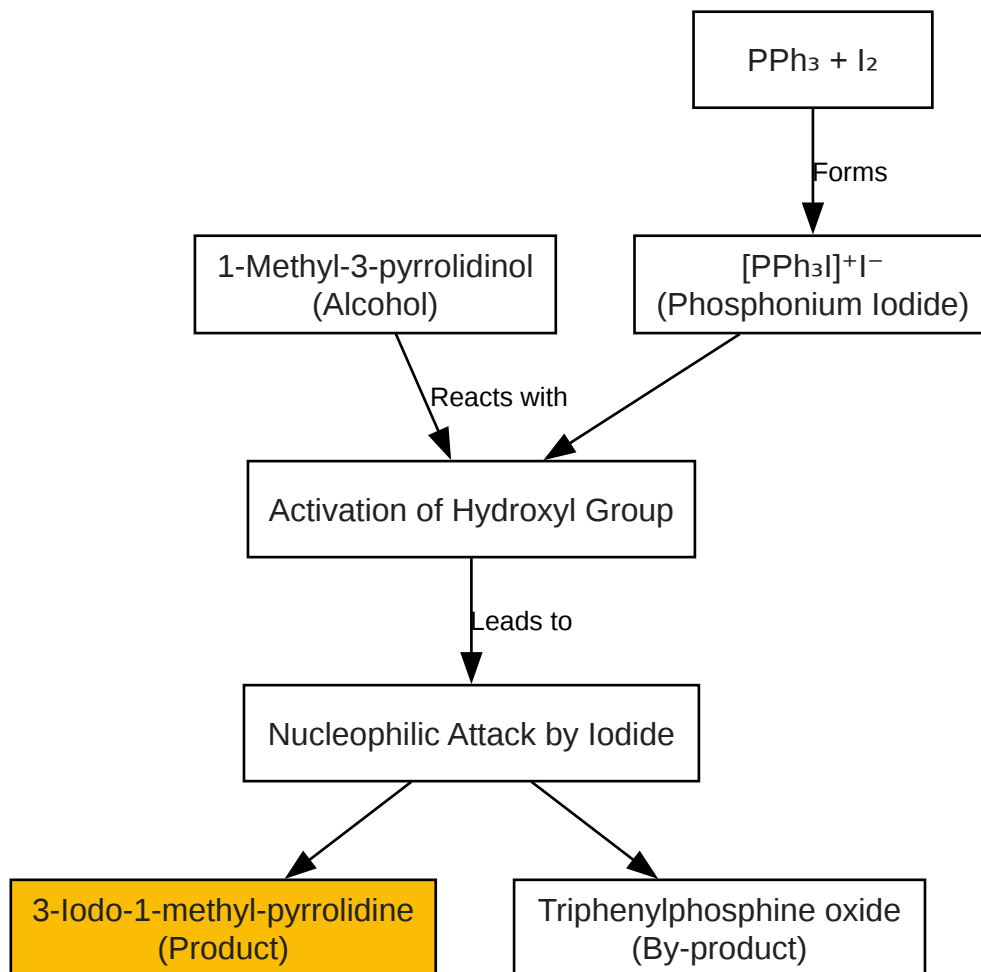 PPh₃ + I₂
Forms
1-Methyl-3-pyrrolidinol
(Alcohol)
[PPh₃I]⁺I⁻
(Phosphonium Iodide)
Reacts with
Activation of Hydroxyl Group
Leads to
Nucleophilic Attack by Iodide
3-Iodo-1-methyl-pyrrolidine
(Product)
Triphenylphosphine oxide
(By-product)